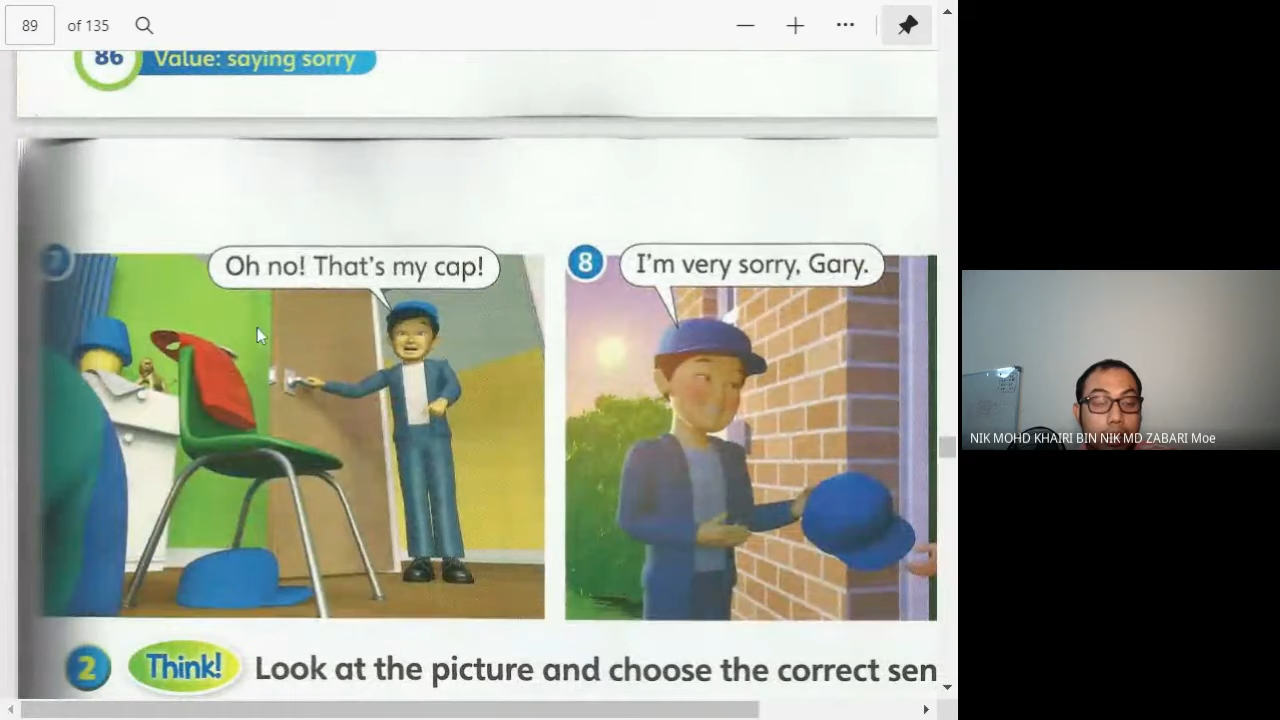 89 of 135
86 Value: saying sorry
7
Oh no! That's my cap!
8
I'm very sorry, Gary.
2 Think! Look at the picture and choose the correct sen
NIK MOHD KHAIRI BIN NIK MD ZABARI Moe